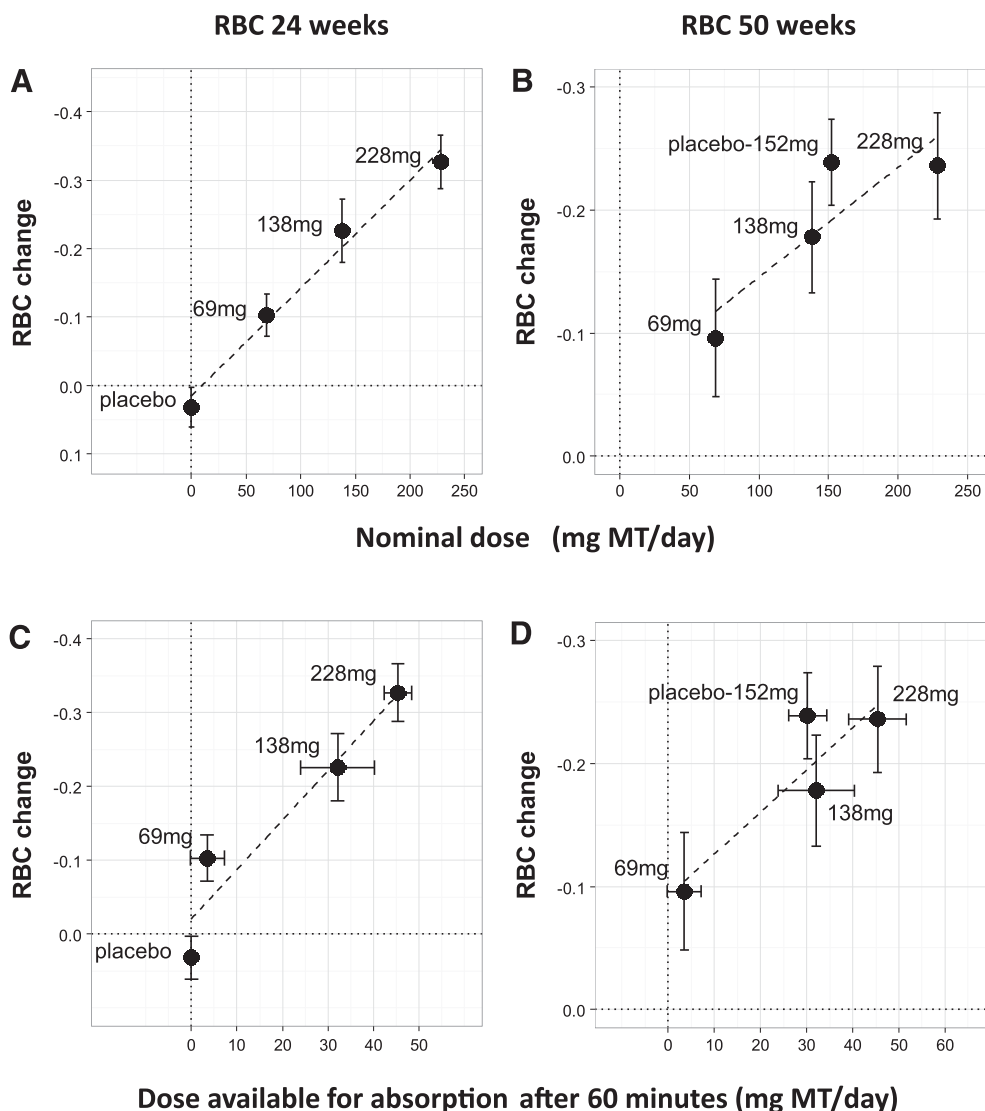 RBC 24 weeks
RBC 50 weeks
A
RBC change
-0.4
-0.3
-0.2
-0.1
0.0
0.1
228mg
138mg
69mg
placebo
0 50 100 150 200 250
B
RBC change
-0.3
-0.2
-0.1
0.0
placebo-152mg
228mg
138mg
69mg
0 50 100 150 200 250
Nominal dose (mg MT/day)
C
RBC change
-0.4
-0.3
-0.2
-0.1
0.0
228mg
138mg
69mg
placebo
0 10 20 30 40 50
D
RBC change
-0.3
-0.2
-0.1
0.0
placebo-152mg
228mg
138mg
69mg
0 10 20 30 40 50 60
Dose available for absorption after 60 minutes (mg MT/day)